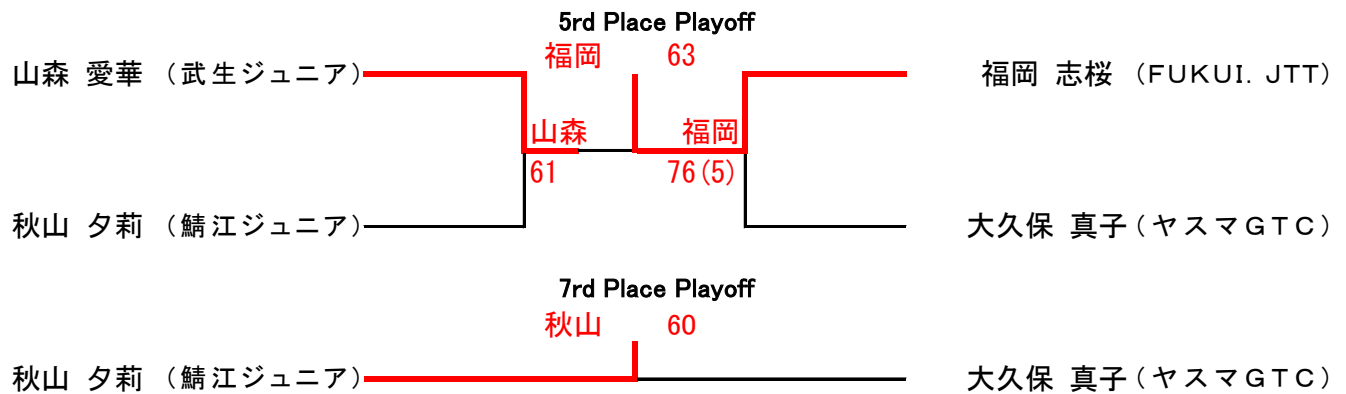 5rd Place Playoff
福岡 63
山森 愛華 （武生ジュニア） 福岡 志桜 （FUKUI. JTT）
山森 福岡
61 76(5)
秋山 夕莉 （鯖江ジュニア） 大久保 真子（ヤスマGTC）
7rd Place Playoff
秋山 60
秋山 夕莉 （鯖江ジュニア） 大久保 真子（ヤスマGTC）